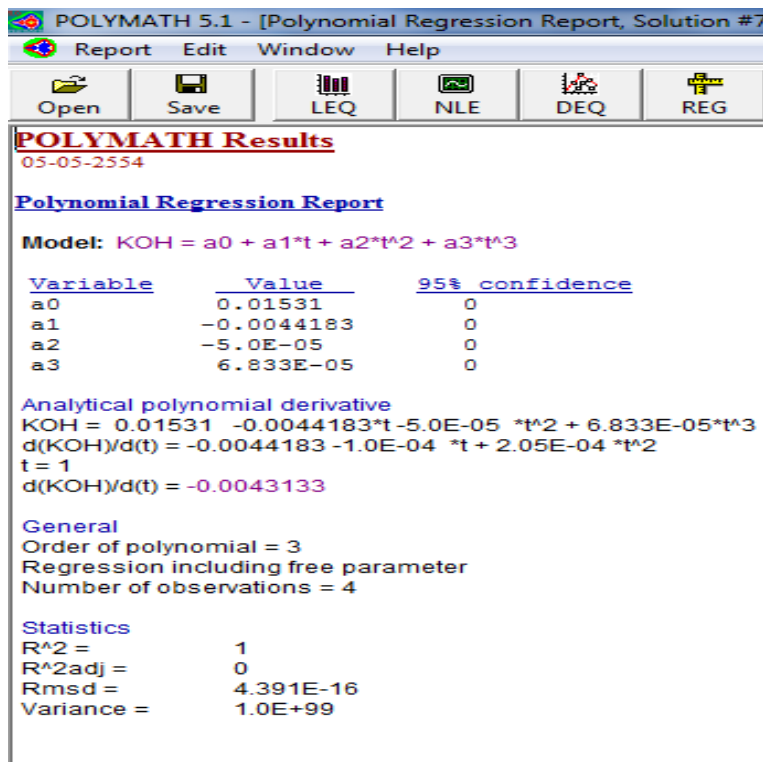 POLYMATH 5.1 - [Polynomial Regression Report, Solution #7
Report Edit Window Help
Open Save LEQ NLE DEQ REG
POLYMATH Results
05-05-2554
Polynomial Regression Report
Model: KOH = a0 + a1*t + a2*t^2 + a3*t^3
Variable Value 95% confidence
a0 0.01531 0
a1 -0.0044183 0
a2 -5.0E-05 0
a3 6.833E-05 0
Analytical polynomial derivative
KOH = 0.01531 -0.0044183*t -5.0E-05 *t^2 + 6.833E-05*t^3
d(KOH)/d(t) = -0.0044183 -1.0E-04 *t + 2.05E-04 *t^2
t = 1
d(KOH)/d(t) = -0.0043133
General
Order of polynomial = 3
Regression including free parameter
Number of observations = 4
Statistics
R^2 = 1
R^2adj = 0
Rmsd = 4.391E-16
Variance = 1.0E+99